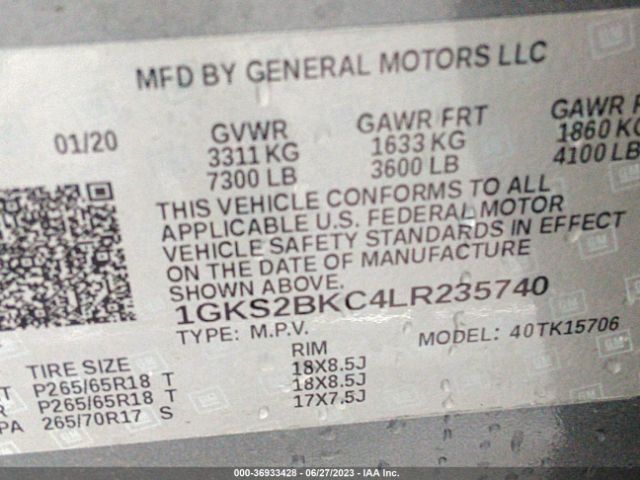 MFD BY GENERAL MOTORS LLC
01/20 GVWR GAWR FRT GAWR
3311 KG 1633 KG 1860 KG
7300 LB 3600 LB 4100 LB
THIS VEHICLE CONFORMS TO ALL
APPLICABLE U.S. FEDERAL MOTOR
VEHICLE SAFETY STANDARDS IN EFFECT
ON THE DATE OF MANUFACTURE
SHOWN ABOVE.
1GKS2BKC4LR235740
TYPE: M.P.V. MODEL: 40TK15706
TIRE SIZE RIM
T P265/65R18 T 18X8.5J
R P265/65R18 T 18X8.5J
PA 265/70R17 S 17X7.5J
000-36933428 - 06/27/2023 - IAA Inc.